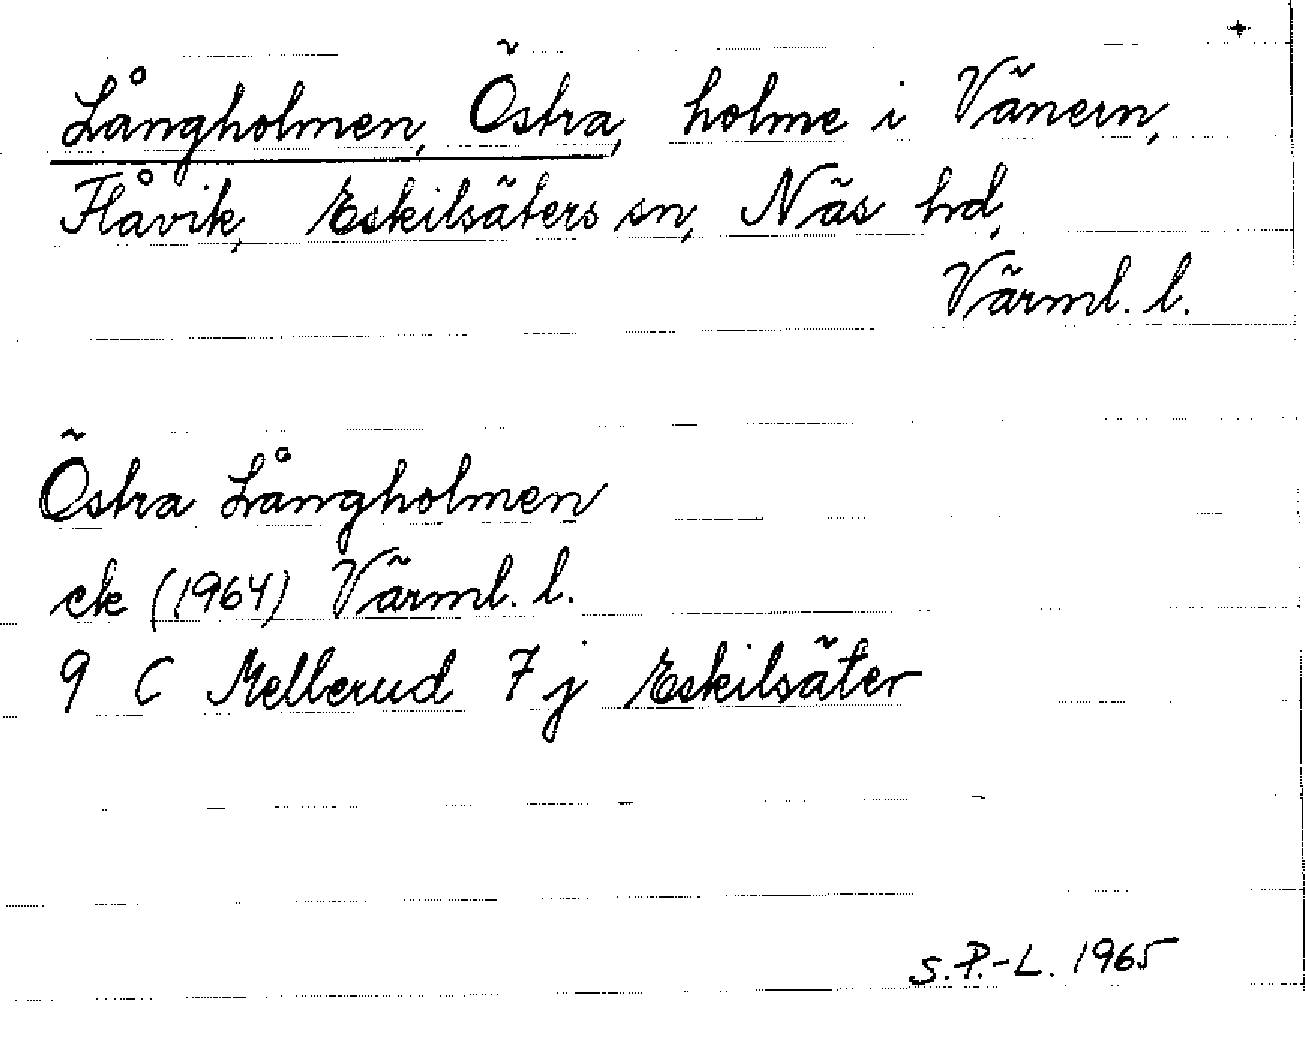 Långholmen, Östra, holme i Vänern,
Flåvik, Eskilsäters sn, Näs hd,
Värml. l.
Östra Långholmen
ek (1964) Värml. l.
9 C Mellerud 7 j Eskilsäter
S.P.-L. 1965